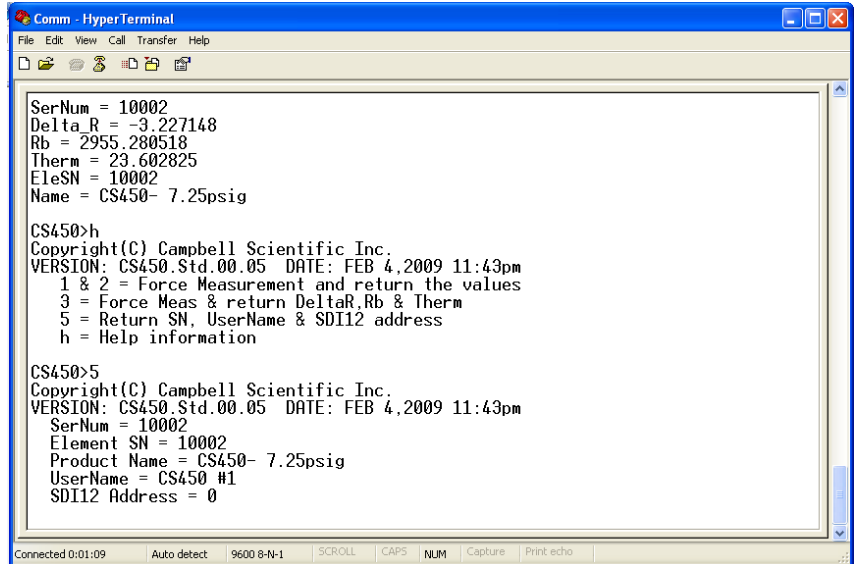 Comm - HyperTerminal
File Edit View Call Transfer Help
SerNum = 10002
Delta_R = -3.227148
Rb = 2955.280518
Therm = 23.602825
EleSN = 10002
Name = CS450- 7.25psig
CS450>h
Copyright(C) Campbell Scientific Inc.
VERSION: CS450.Std.00.05  DATE: FEB 4,2009 11:43pm
1 & 2 = Force Measurement and return the values
3 = Force Meas & return DeltaR,Rb & Therm
5 = Return SN, UserName & SDI12 address
h = Help information
CS450>5
Copyright(C) Campbell Scientific Inc.
VERSION: CS450.Std.00.05  DATE: FEB 4,2009 11:43pm
SerNum = 10002
Element SN = 10002
Product Name = CS450- 7.25psig
UserName = CS450 #1
SDI12 Address = 0
Connected 0:01:09 Auto detect 9600 8-N-1 SCROLL CAPS NUM Capture Print echo